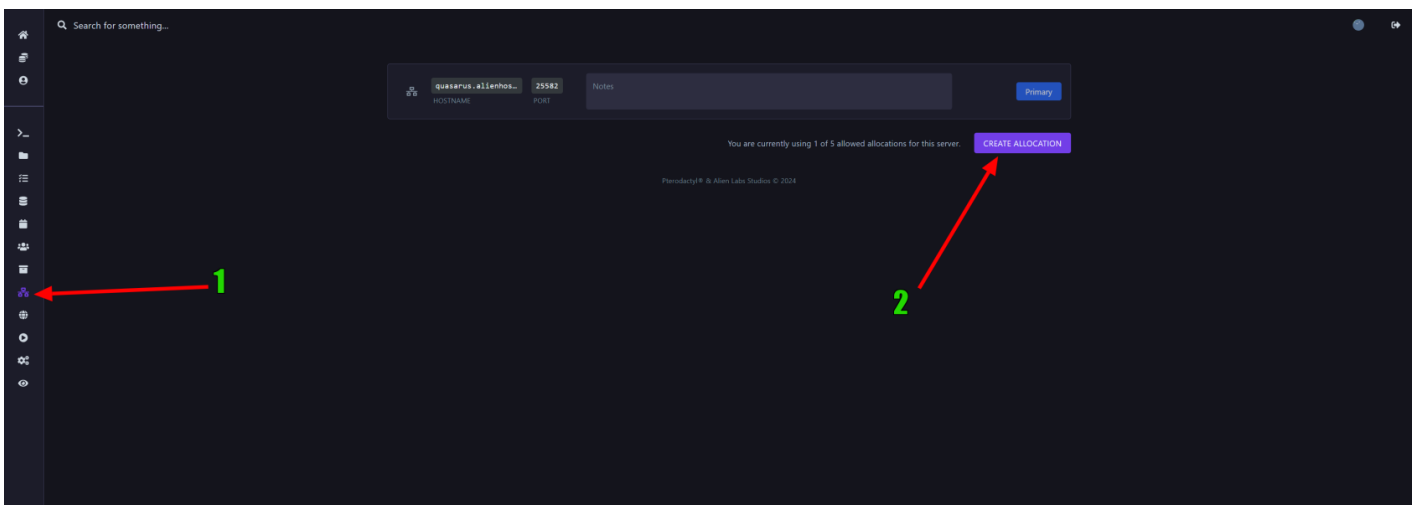 Search for something...
quasarus.alienhos… 25582 Notes
HOSTNAME PORT
Primary
You are currently using 1 of 5 allowed allocations for this server. CREATE ALLOCATION
Pterodactyl® & Alien Labs Studios © 2024
1
2